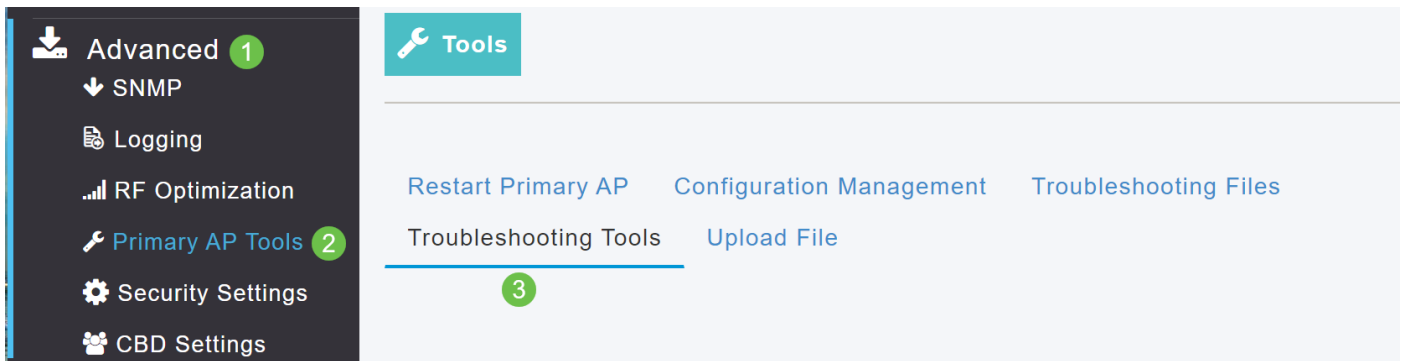 Advanced 1
SNMP
Logging
RF Optimization
Primary AP Tools 2
Security Settings
CBD Settings
Tools
Restart Primary AP Configuration Management Troubleshooting Files
Troubleshooting Tools Upload File
3